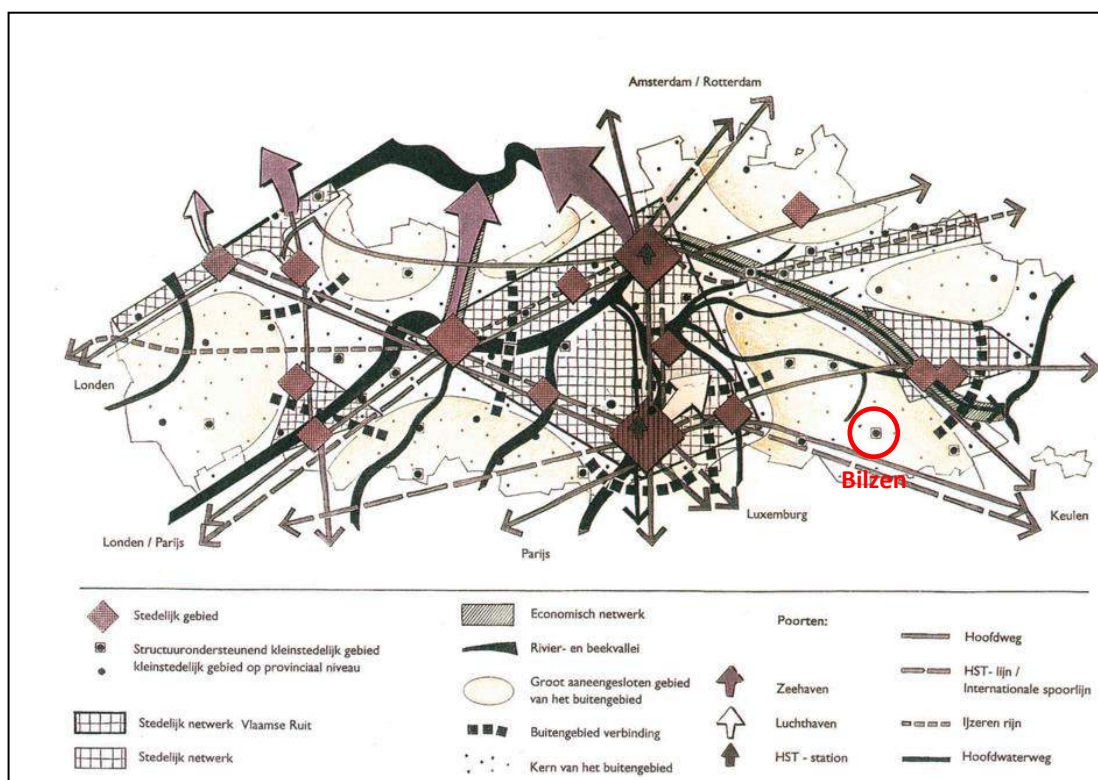 Amsterdam / Rotterdam
Londen
Bilzen
Luxemburg
Keulen
Londen / Parijs
Parijs
Stedelijk gebied
Structuurondersteunend kleinstedelijk gebied
kleinstedelijk gebied op provinciaal niveau
Stedelijk netwerk Vlaamse Ruit
Stedelijk netwerk
Economisch netwerk
Rivier- en beekvallei
Groot aaneengesloten gebied
van het buitengebied
Buitengebied verbinding
Kern van het buitengebied
Poorten:
Zeehaven
Luchthaven
HST - station
Hoofdweg
HST- lijn /
Internationale spoorlijn
IJzeren rijn
Hoofdwaterweg